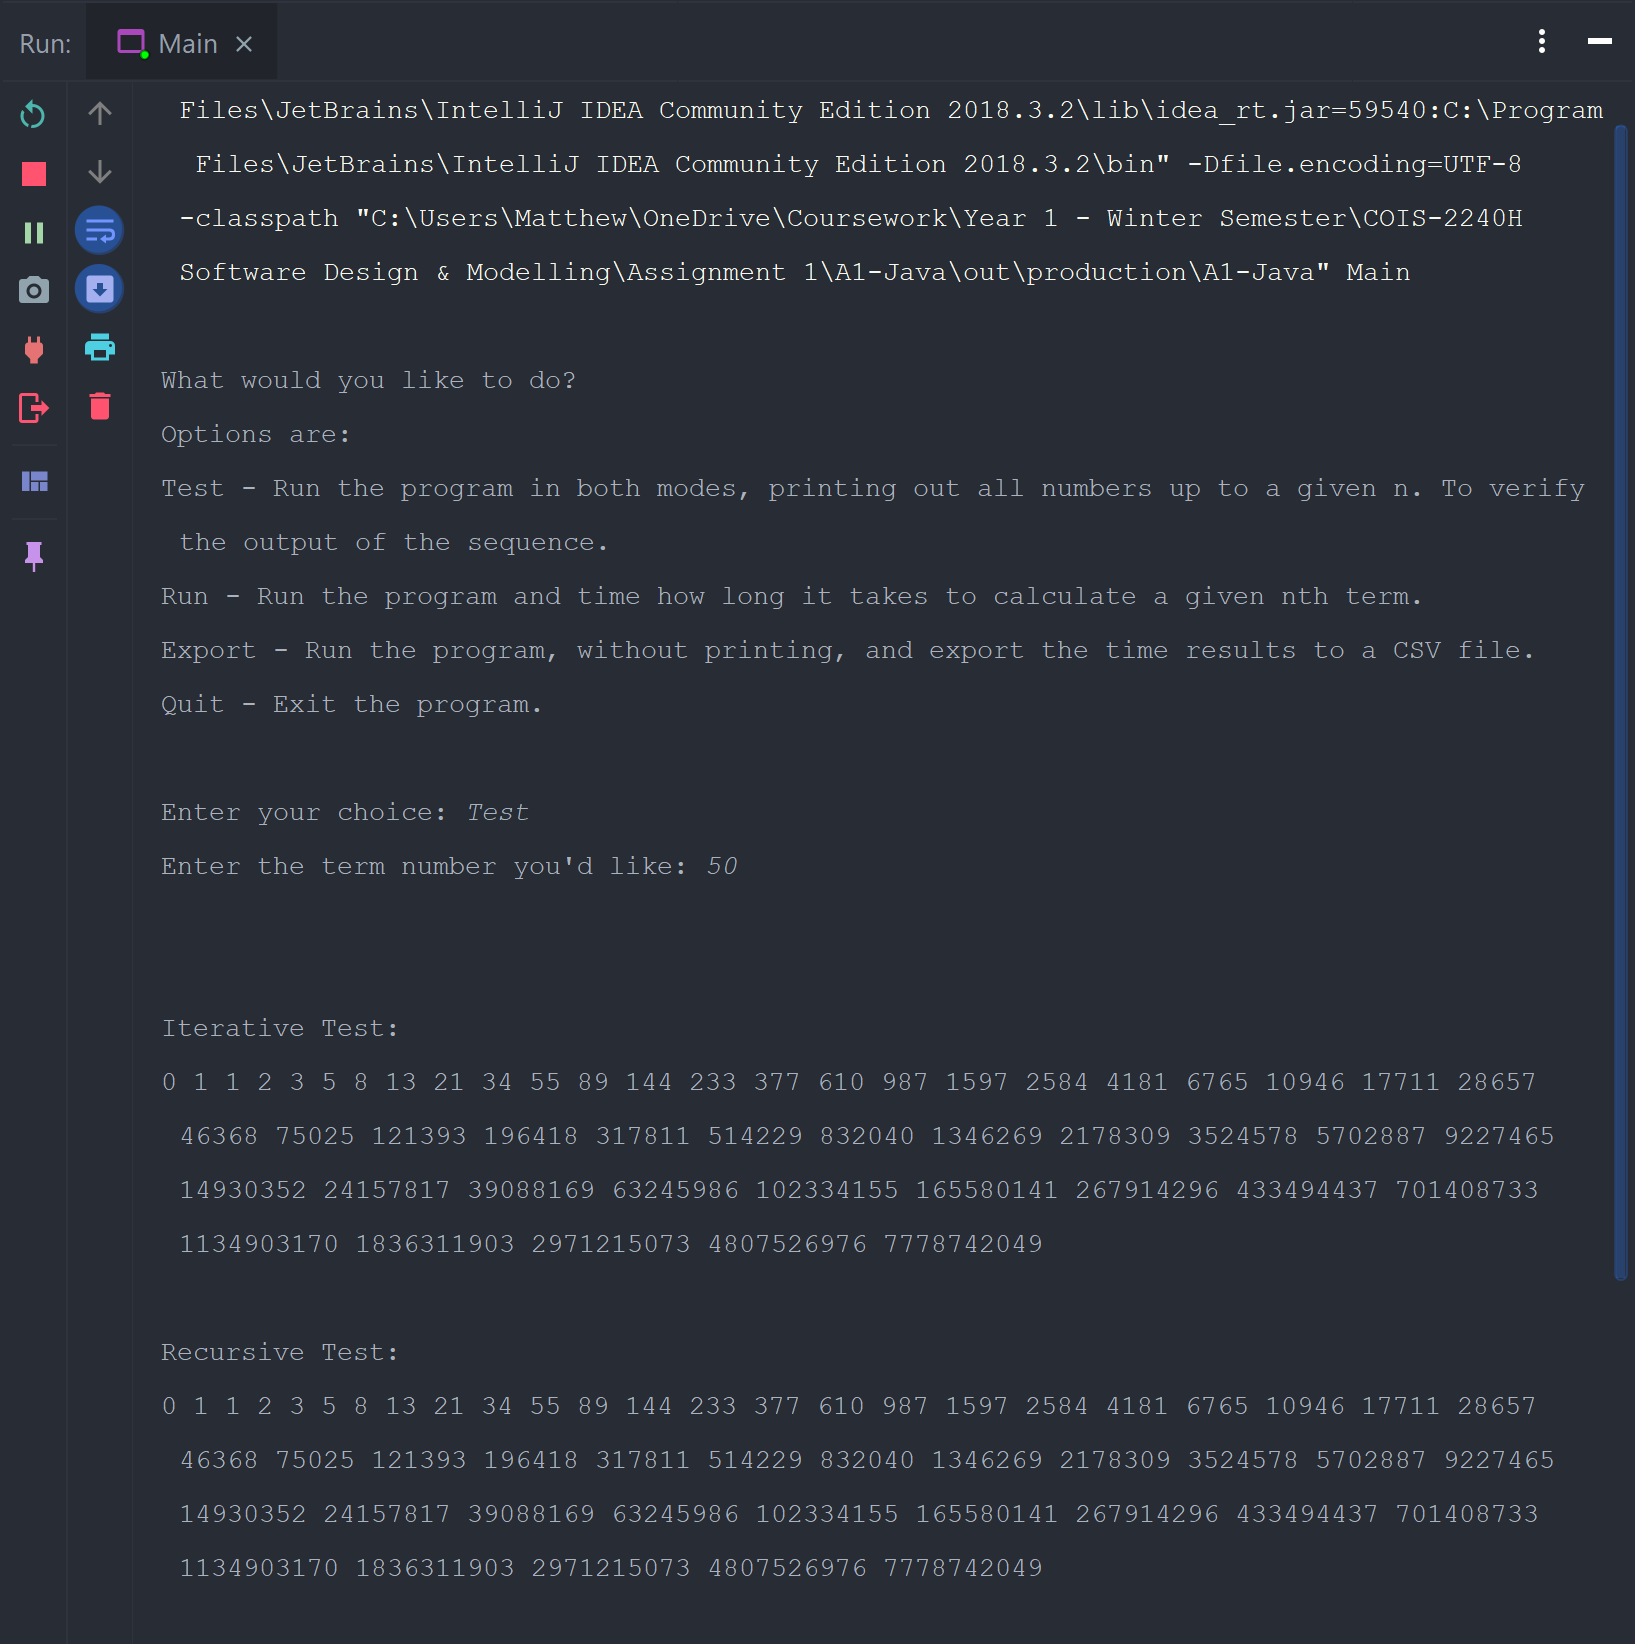 Run: Main
Files\JetBrains\IntelliJ IDEA Community Edition 2018.3.2\lib\idea_rt.jar=59540:C:\Program
Files\JetBrains\IntelliJ IDEA Community Edition 2018.3.2\bin" -Dfile.encoding=UTF-8
-classpath "C:\Users\Matthew\OneDrive\Coursework\Year 1 - Winter Semester\COIS-2240H
Software Design & Modelling\Assignment 1\A1-Java\out\production\A1-Java" Main
What would you like to do?
Options are:
Test - Run the program in both modes, printing out all numbers up to a given n. To verify
the output of the sequence.
Run - Run the program and time how long it takes to calculate a given nth term.
Export - Run the program, without printing, and export the time results to a CSV file.
Quit - Exit the program.
Enter your choice: Test
Enter the term number you'd like: 50
Iterative Test:
0 1 1 2 3 5 8 13 21 34 55 89 144 233 377 610 987 1597 2584 4181 6765 10946 17711 28657
46368 75025 121393 196418 317811 514229 832040 1346269 2178309 3524578 5702887 9227465
14930352 24157817 39088169 63245986 102334155 165580141 267914296 433494437 701408733
1134903170 1836311903 2971215073 4807526976 7778742049
Recursive Test:
0 1 1 2 3 5 8 13 21 34 55 89 144 233 377 610 987 1597 2584 4181 6765 10946 17711 28657
46368 75025 121393 196418 317811 514229 832040 1346269 2178309 3524578 5702887 9227465
14930352 24157817 39088169 63245986 102334155 165580141 267914296 433494437 701408733
1134903170 1836311903 2971215073 4807526976 7778742049